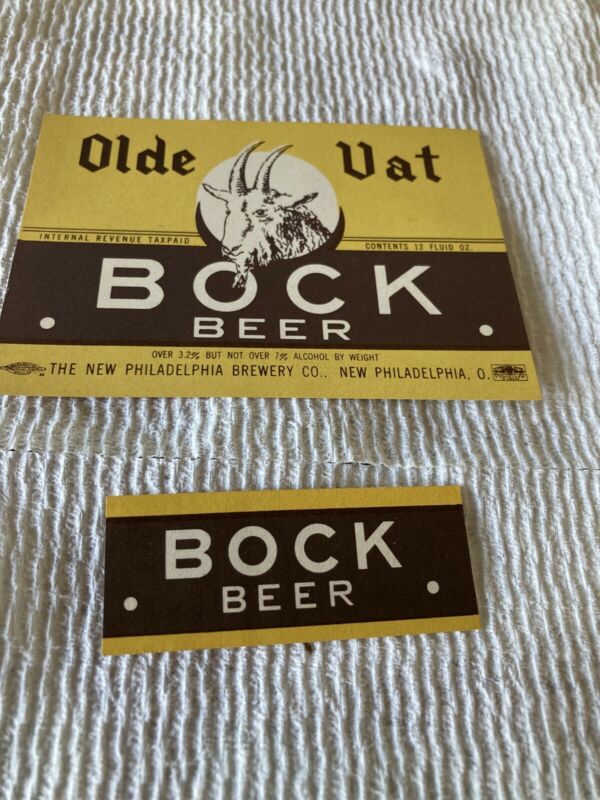 Olde Vat
INTERNAL REVENUE TAXPAID
CONTENTS 12 FLUID OZ.
BOCK
BEER
OVER 3.2% BUT NOT OVER 7% ALCOHOL BY WEIGHT
THE NEW PHILADELPHIA BREWERY CO., NEW PHILADELPHIA, O.
BOCK
BEER